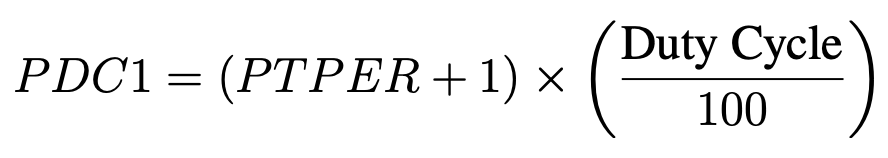 PDC1 = (PTPER + 1) × (Duty Cycle / 100)